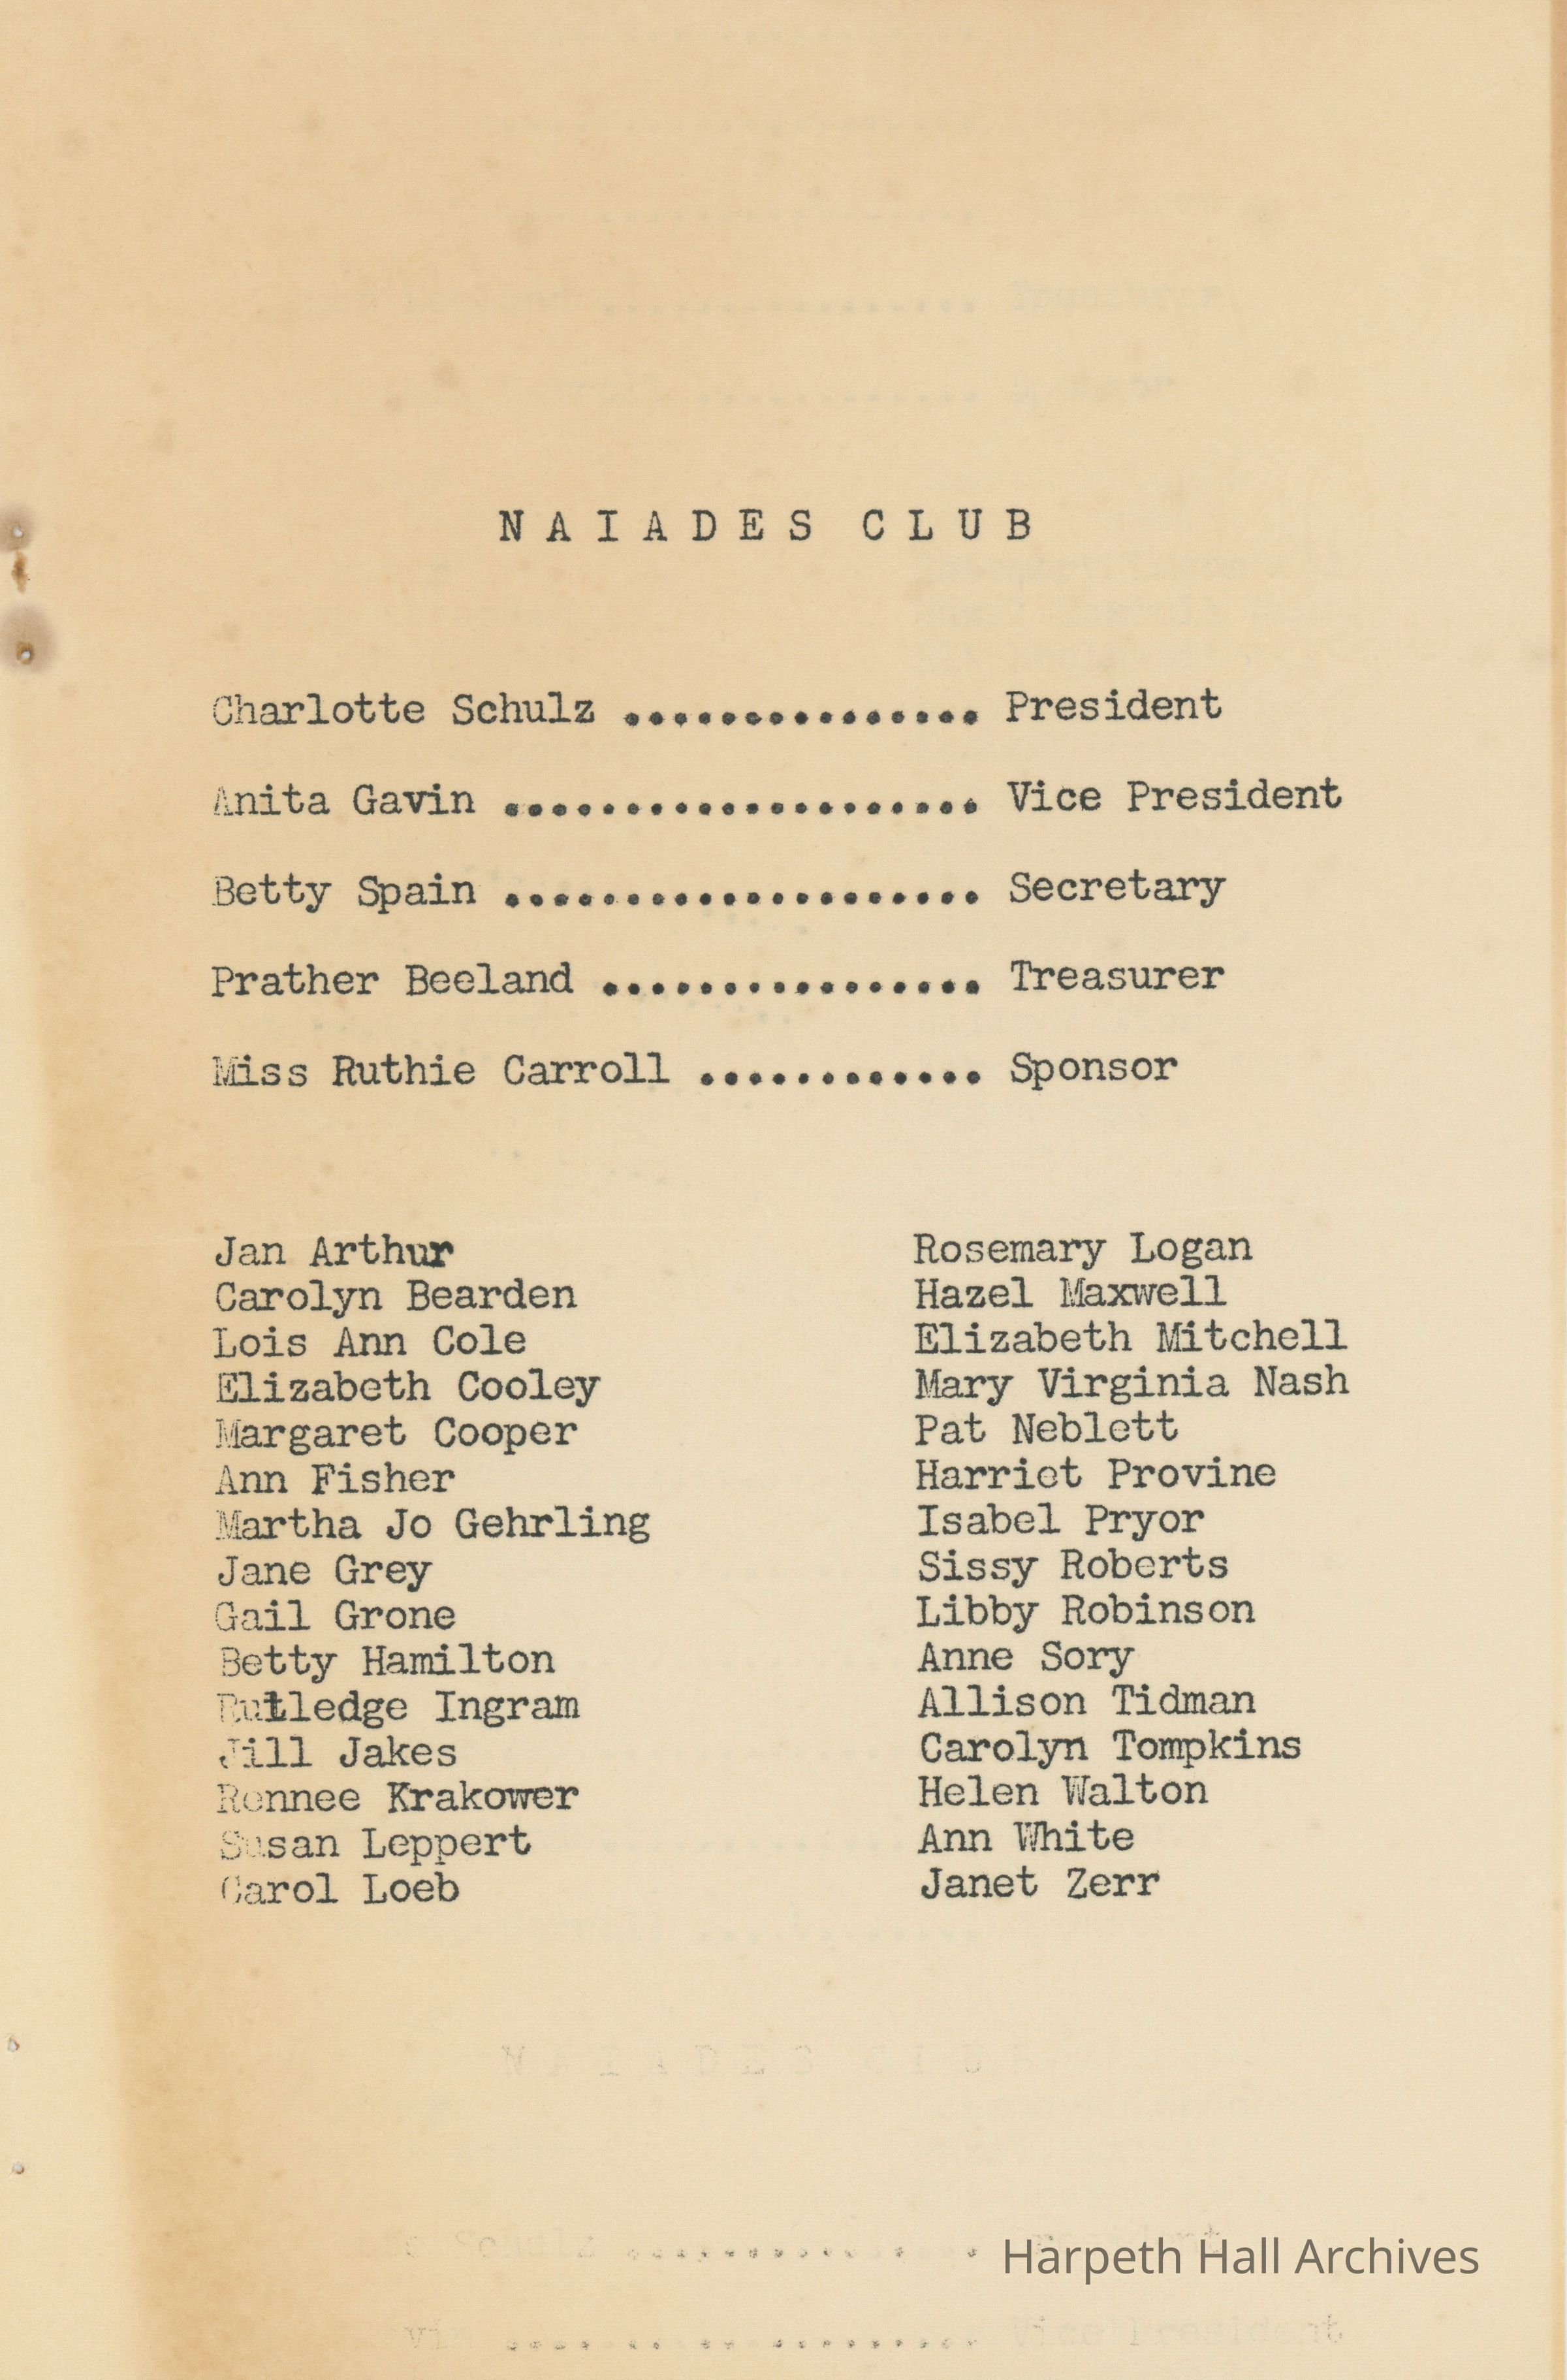 NAIADES CLUB
Charlotte Schulz ............... President
Anita Gavin .................... Vice President
Betty Spain .................... Secretary
Prather Beeland ................ Treasurer
Miss Ruthie Carroll ............ Sponsor
Jan Arthur
Carolyn Bearden
Lois Ann Cole
Elizabeth Cooley
Margaret Cooper
Ann Fisher
Martha Jo Gehrling
Jane Grey
Gail Grone
Betty Hamilton
Rutledge Ingram
Jill Jakes
Rennee Krakower
Susan Leppert
Carol Loeb
Rosemary Logan
Hazel Maxwell
Elizabeth Mitchell
Mary Virginia Nash
Pat Neblett
Harriet Provine
Isabel Pryor
Sissy Roberts
Libby Robinson
Anne Sory
Allison Tidman
Carolyn Tompkins
Helen Walton
Ann White
Janet Zerr
Harpeth Hall Archives